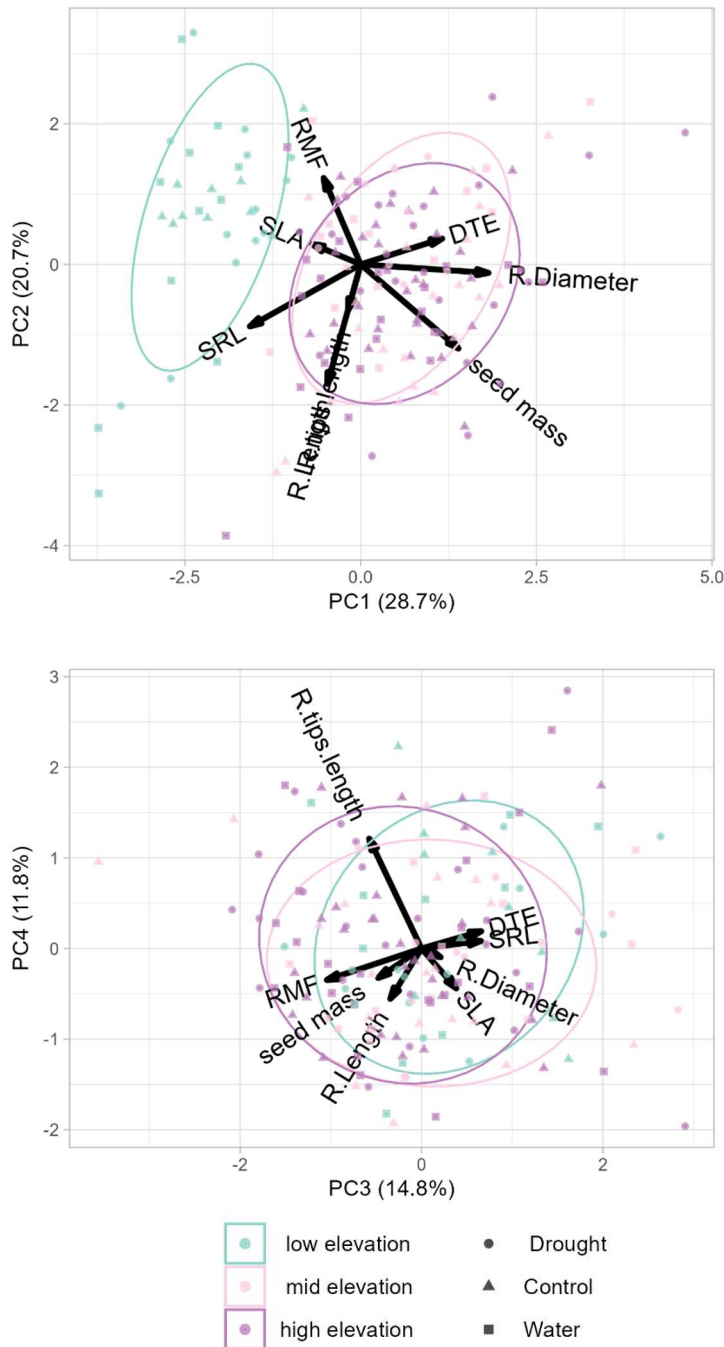 2
0
-2
-4
PC2 (20.7%)
RMF
SLA
DTE
R.Diameter
SRL
seed mass
R.tips.length
R.Length
-2.5
0.0
2.5
5.0
PC1 (28.7%)
3
2
1
0
-1
-2
PC4 (11.8%)
R.tips.length
DTE
SRL
R.Diameter
RMF
seed mass
SLA
R.Length
-2
0
2
PC3 (14.8%)
low elevation Drought
mid elevation Control
high elevation Water